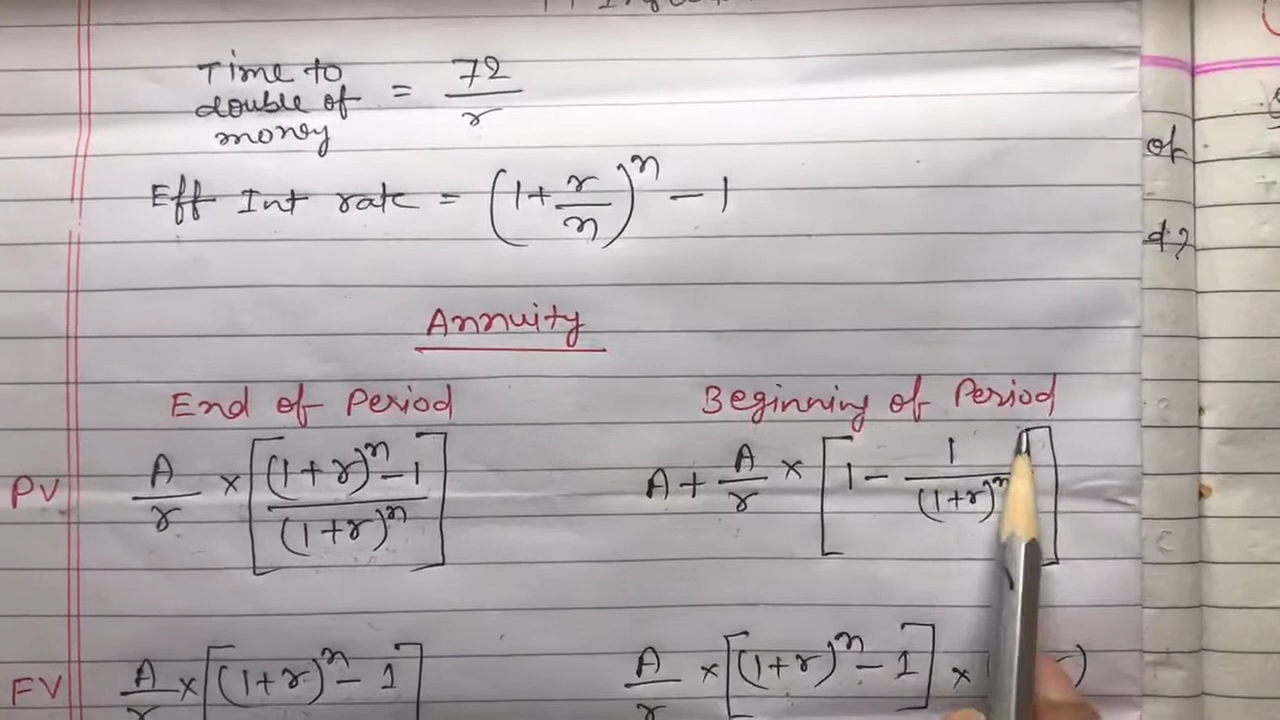 Time to
double of = 72/r
money
Eff Int rate = (1+r/n)^n - 1
Annuity
End of Period Beginning of Period
PV A/r × [(1+r)^n-1/(1+r)^n] A+A/r × [1-1/(1+r)^n]
FV A/r × [(1+r)^n-1] A/r × [(1+r)^n-1] ×
of
d?